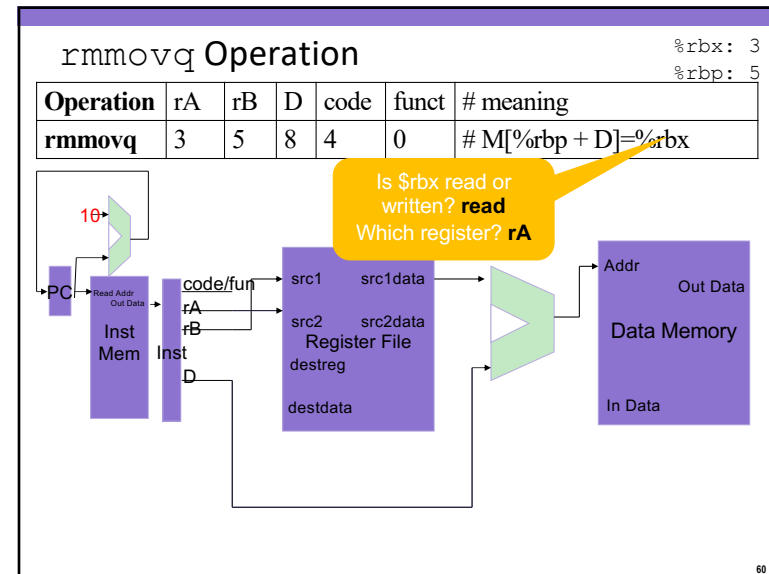 rmmovq Operation
%rbx: 3
%rbp: 5
Operation rA rB D code funct # meaning
rmmovq 3 5 8 4 0 # M[%rbp + D]=%rbx
Is $rbx read or
written? read
Which register? rA
10
PC
Read Addr
Out Data
Inst
Mem
Inst
code/fun
rA
rB
D
src1 src1data
src2 src2data
Register File
destreg
destdata
Addr
Out Data
Data Memory
In Data
60